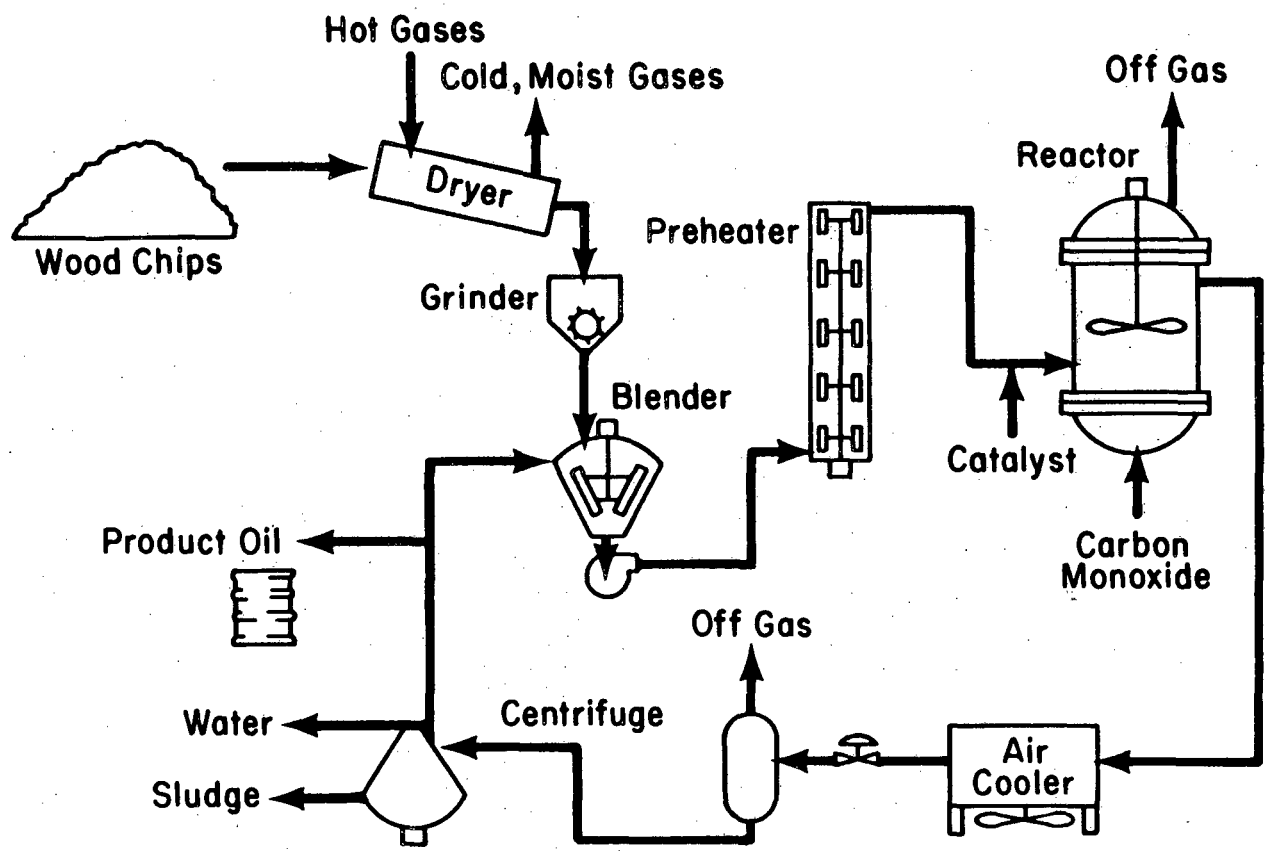 Hot Gases
Cold, Moist Gases
Off Gas
Reactor
Dryer
Preheater
Wood Chips
Grinder
Blender
Catalyst
Product Oil
Carbon
Monoxide
Off Gas
Centrifuge
Water
Air
Cooler
Sludge